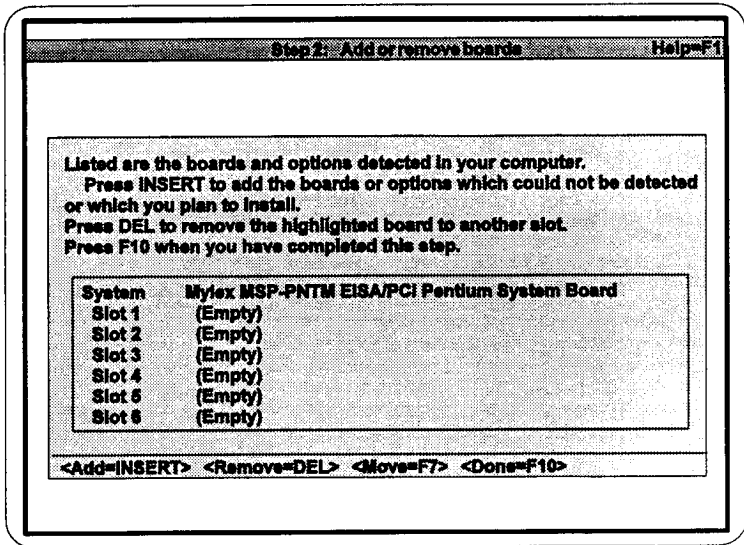 Step 2: Add or remove boards Help=F1
Listed are the boards and options detected in your computer.
Press INSERT to add the boards or options which could not be detected
or which you plan to install.
Press DEL to remove the highlighted board to another slot.
Press F10 when you have completed this step.
System Mylex MSP-PNTM EISA/PCI Pentium System Board
Slot 1 (Empty)
Slot 2 (Empty)
Slot 3 (Empty)
Slot 4 (Empty)
Slot 5 (Empty)
Slot 6 (Empty)
<Add=INSERT> <Remove=DEL> <Move=F7> <Done=F10>